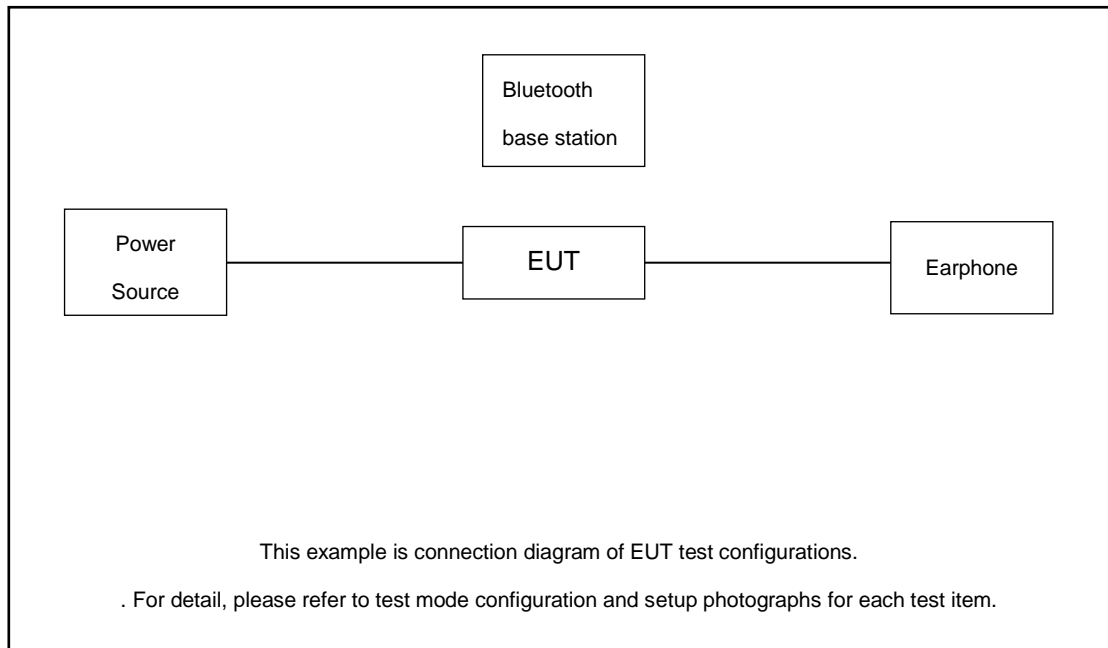 Bluetooth
base station
Power
Source
EUT
Earphone
This example is connection diagram of EUT test configurations.
. For detail, please refer to test mode configuration and setup photographs for each test item.